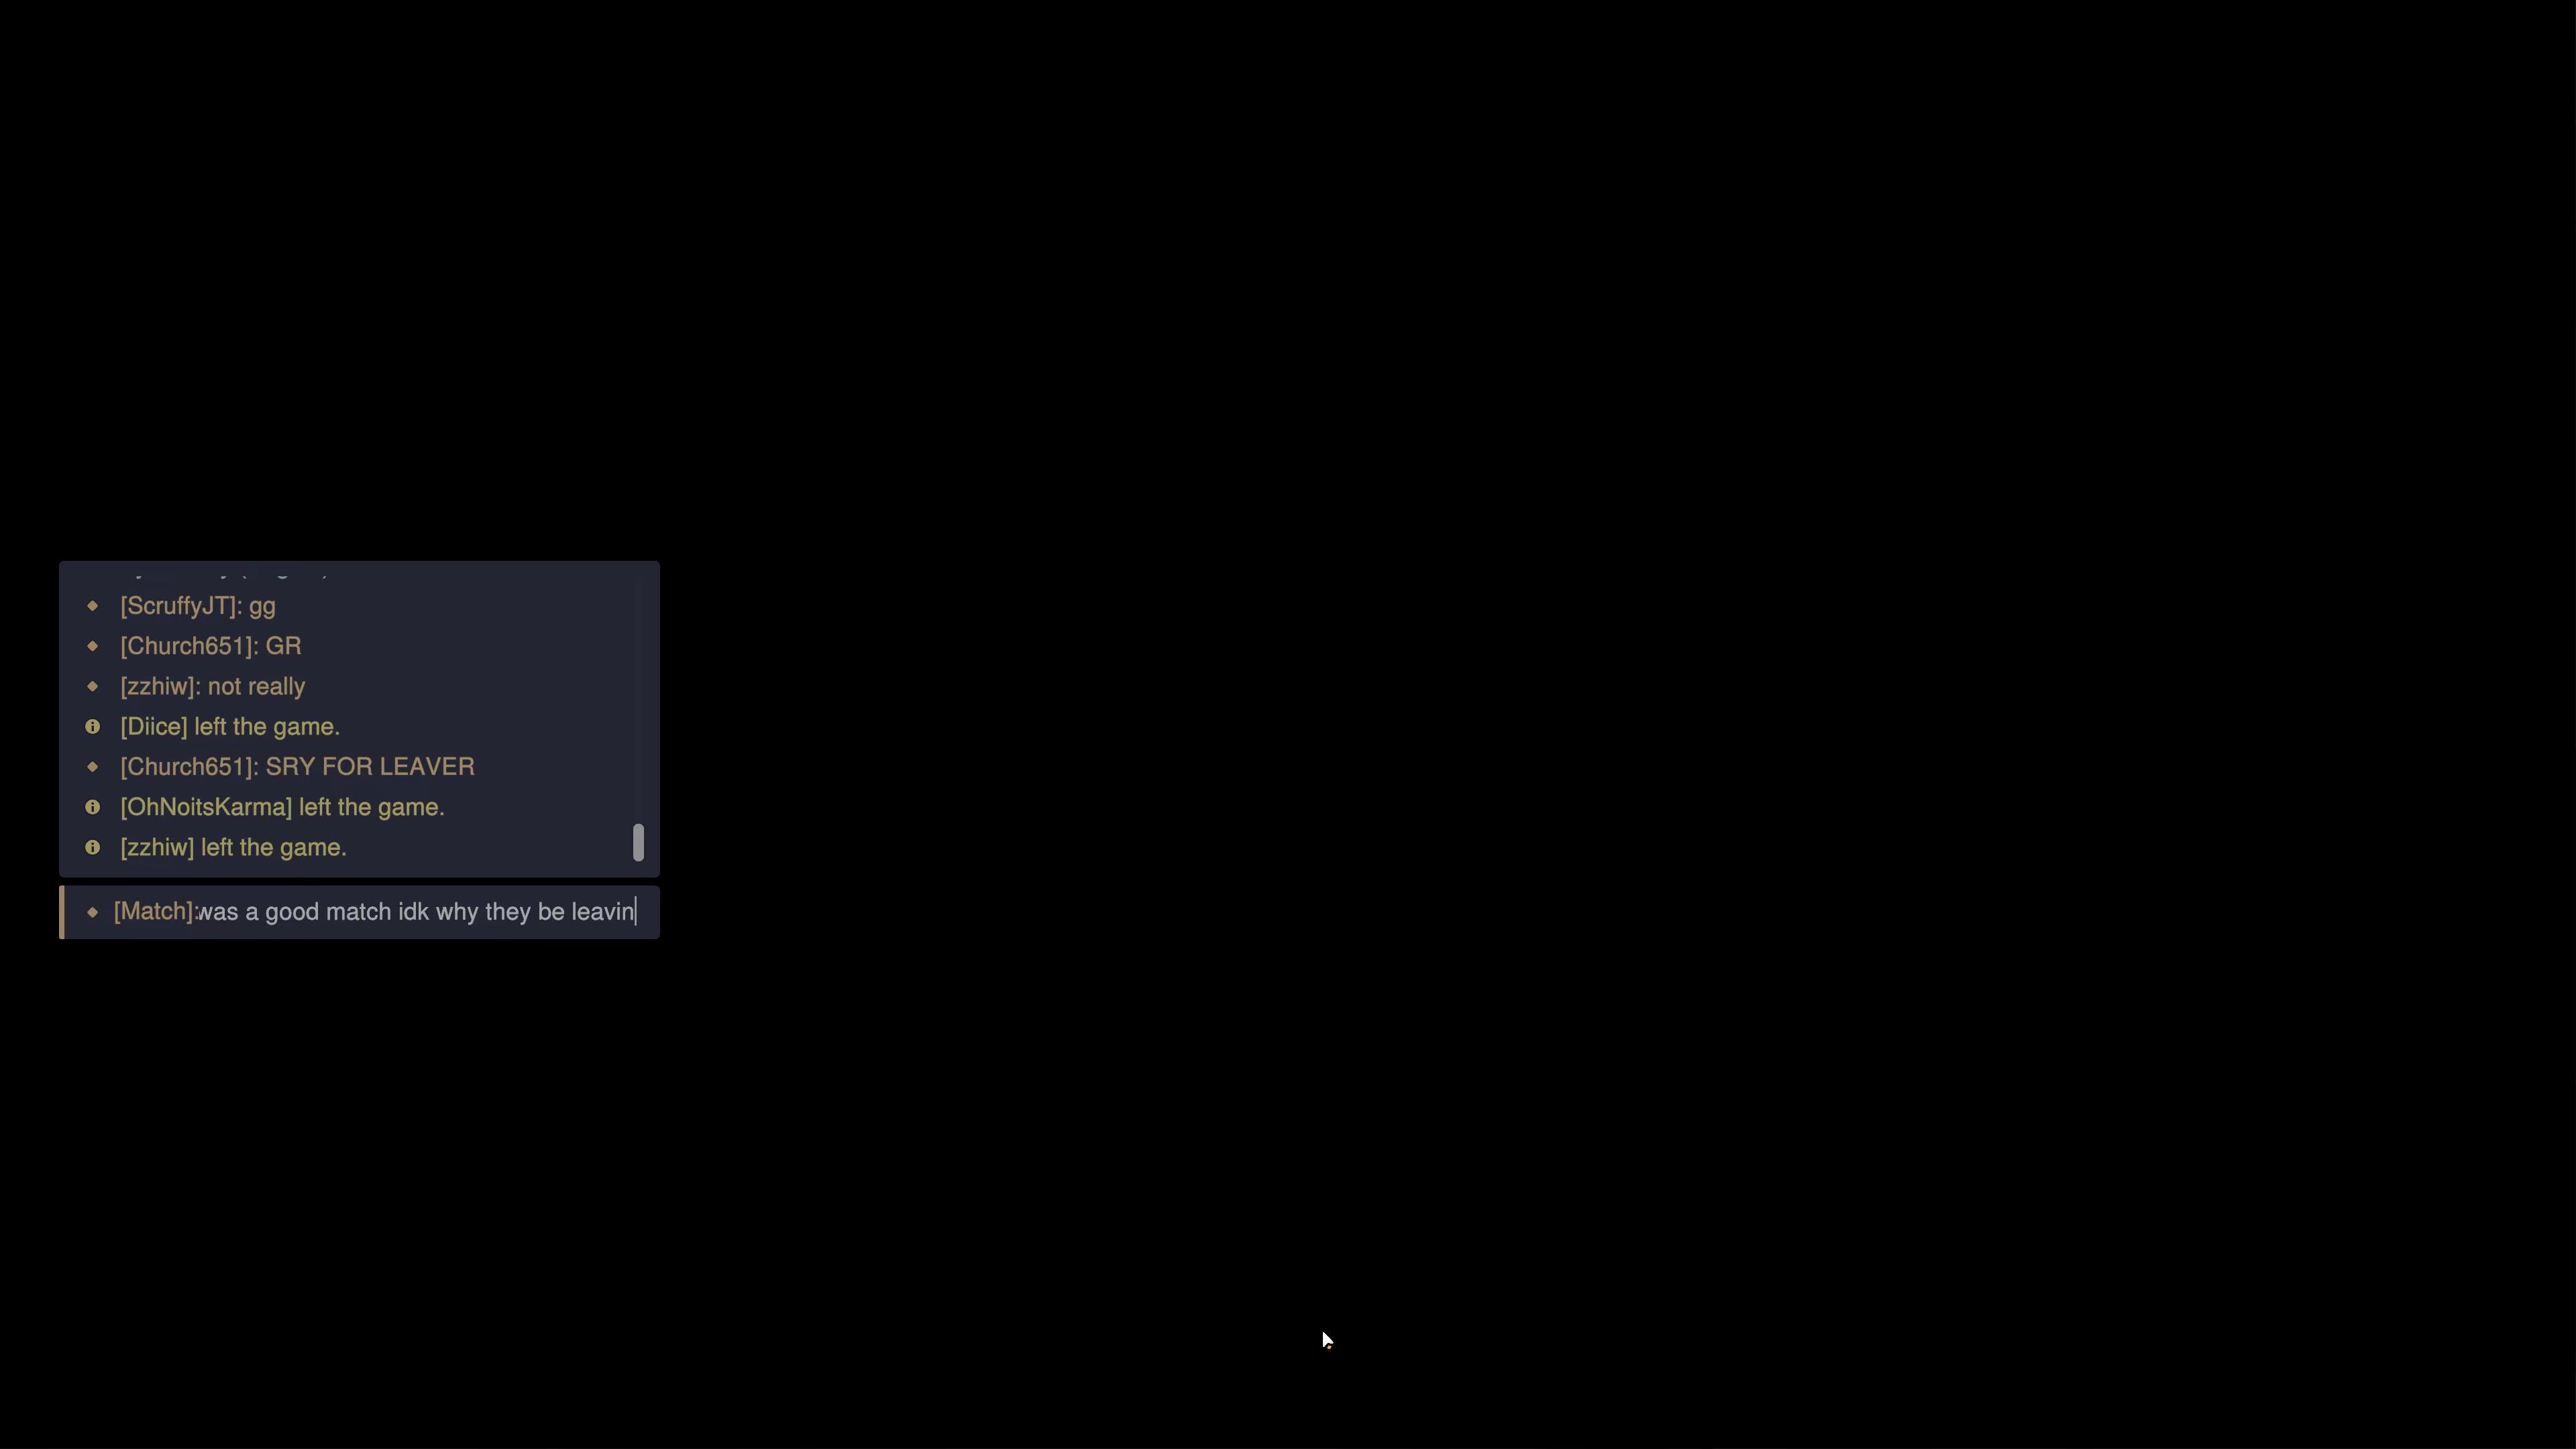 [ScruffyJT]: gg
[Church651]: GR
[zzhiw]: not really
[Diice] left the game.
[Church651]: SRY FOR LEAVER
[OhNoitsKarma] left the game.
[zzhiw] left the game.
[Match]:was a good match idk why they be leavin